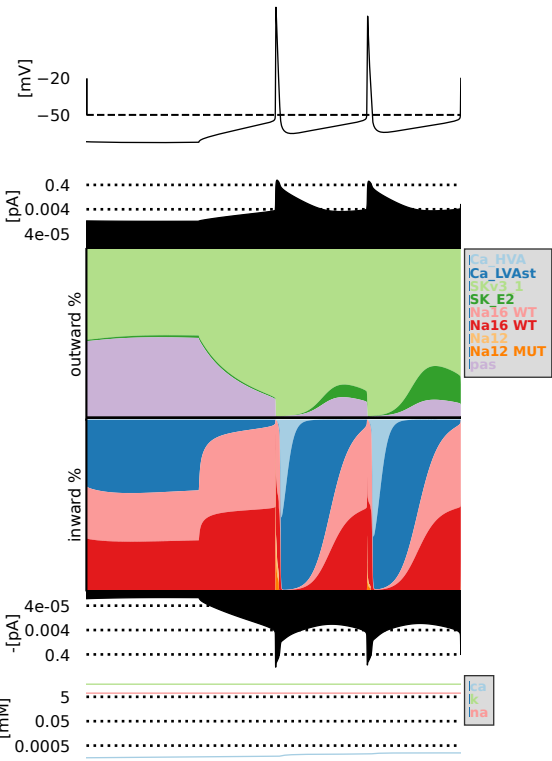 [mV]
−20
−50
[pA]
0.4
0.004
4e-05
outward %
Ca_HVA
Ca_LVAst
SKv3_1
SK_E2
Na16 WT
Na16 WT
Na12
Na12 MUT
pas
inward %
-[pA]
4e-05
0.004
0.4
[mM]
5
0.05
0.0005
ca
k
na